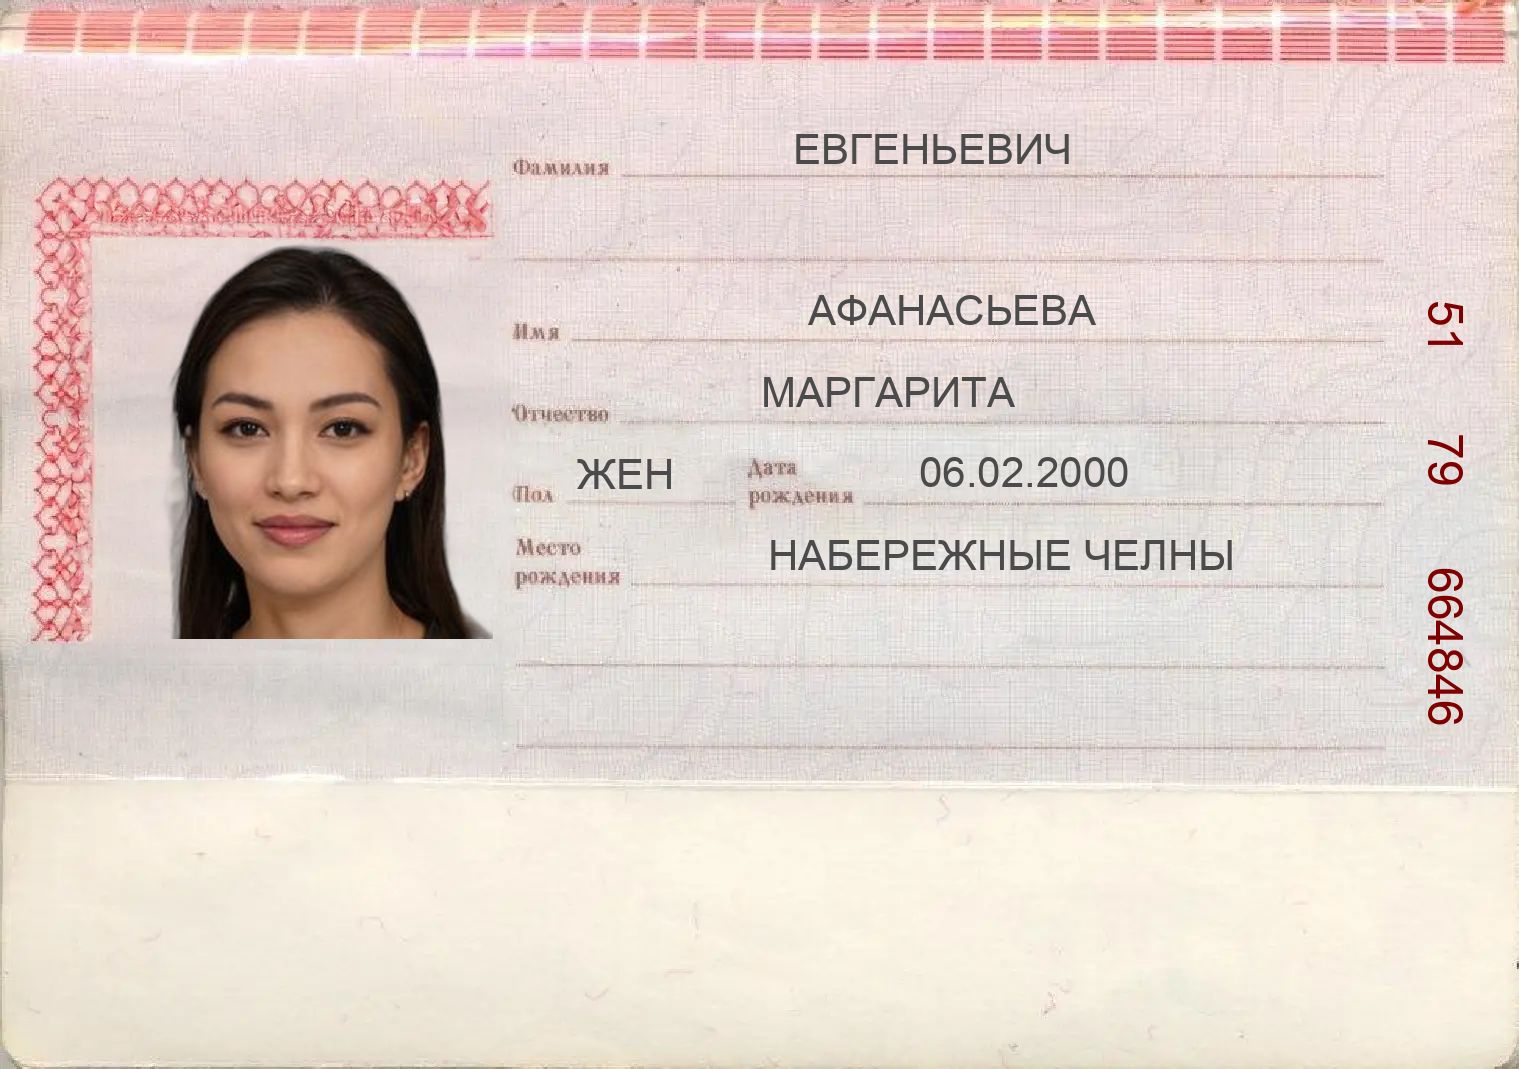 Фамилия ЕВГЕНЬЕВИЧ
Имя АФАНАСЬЕВА
Отчество МАРГАРИТА
Пол ЖЕН Дата рождения 06.02.2000
Место рождения НАБЕРЕЖНЫЕ ЧЕЛНЫ
51 79 664846